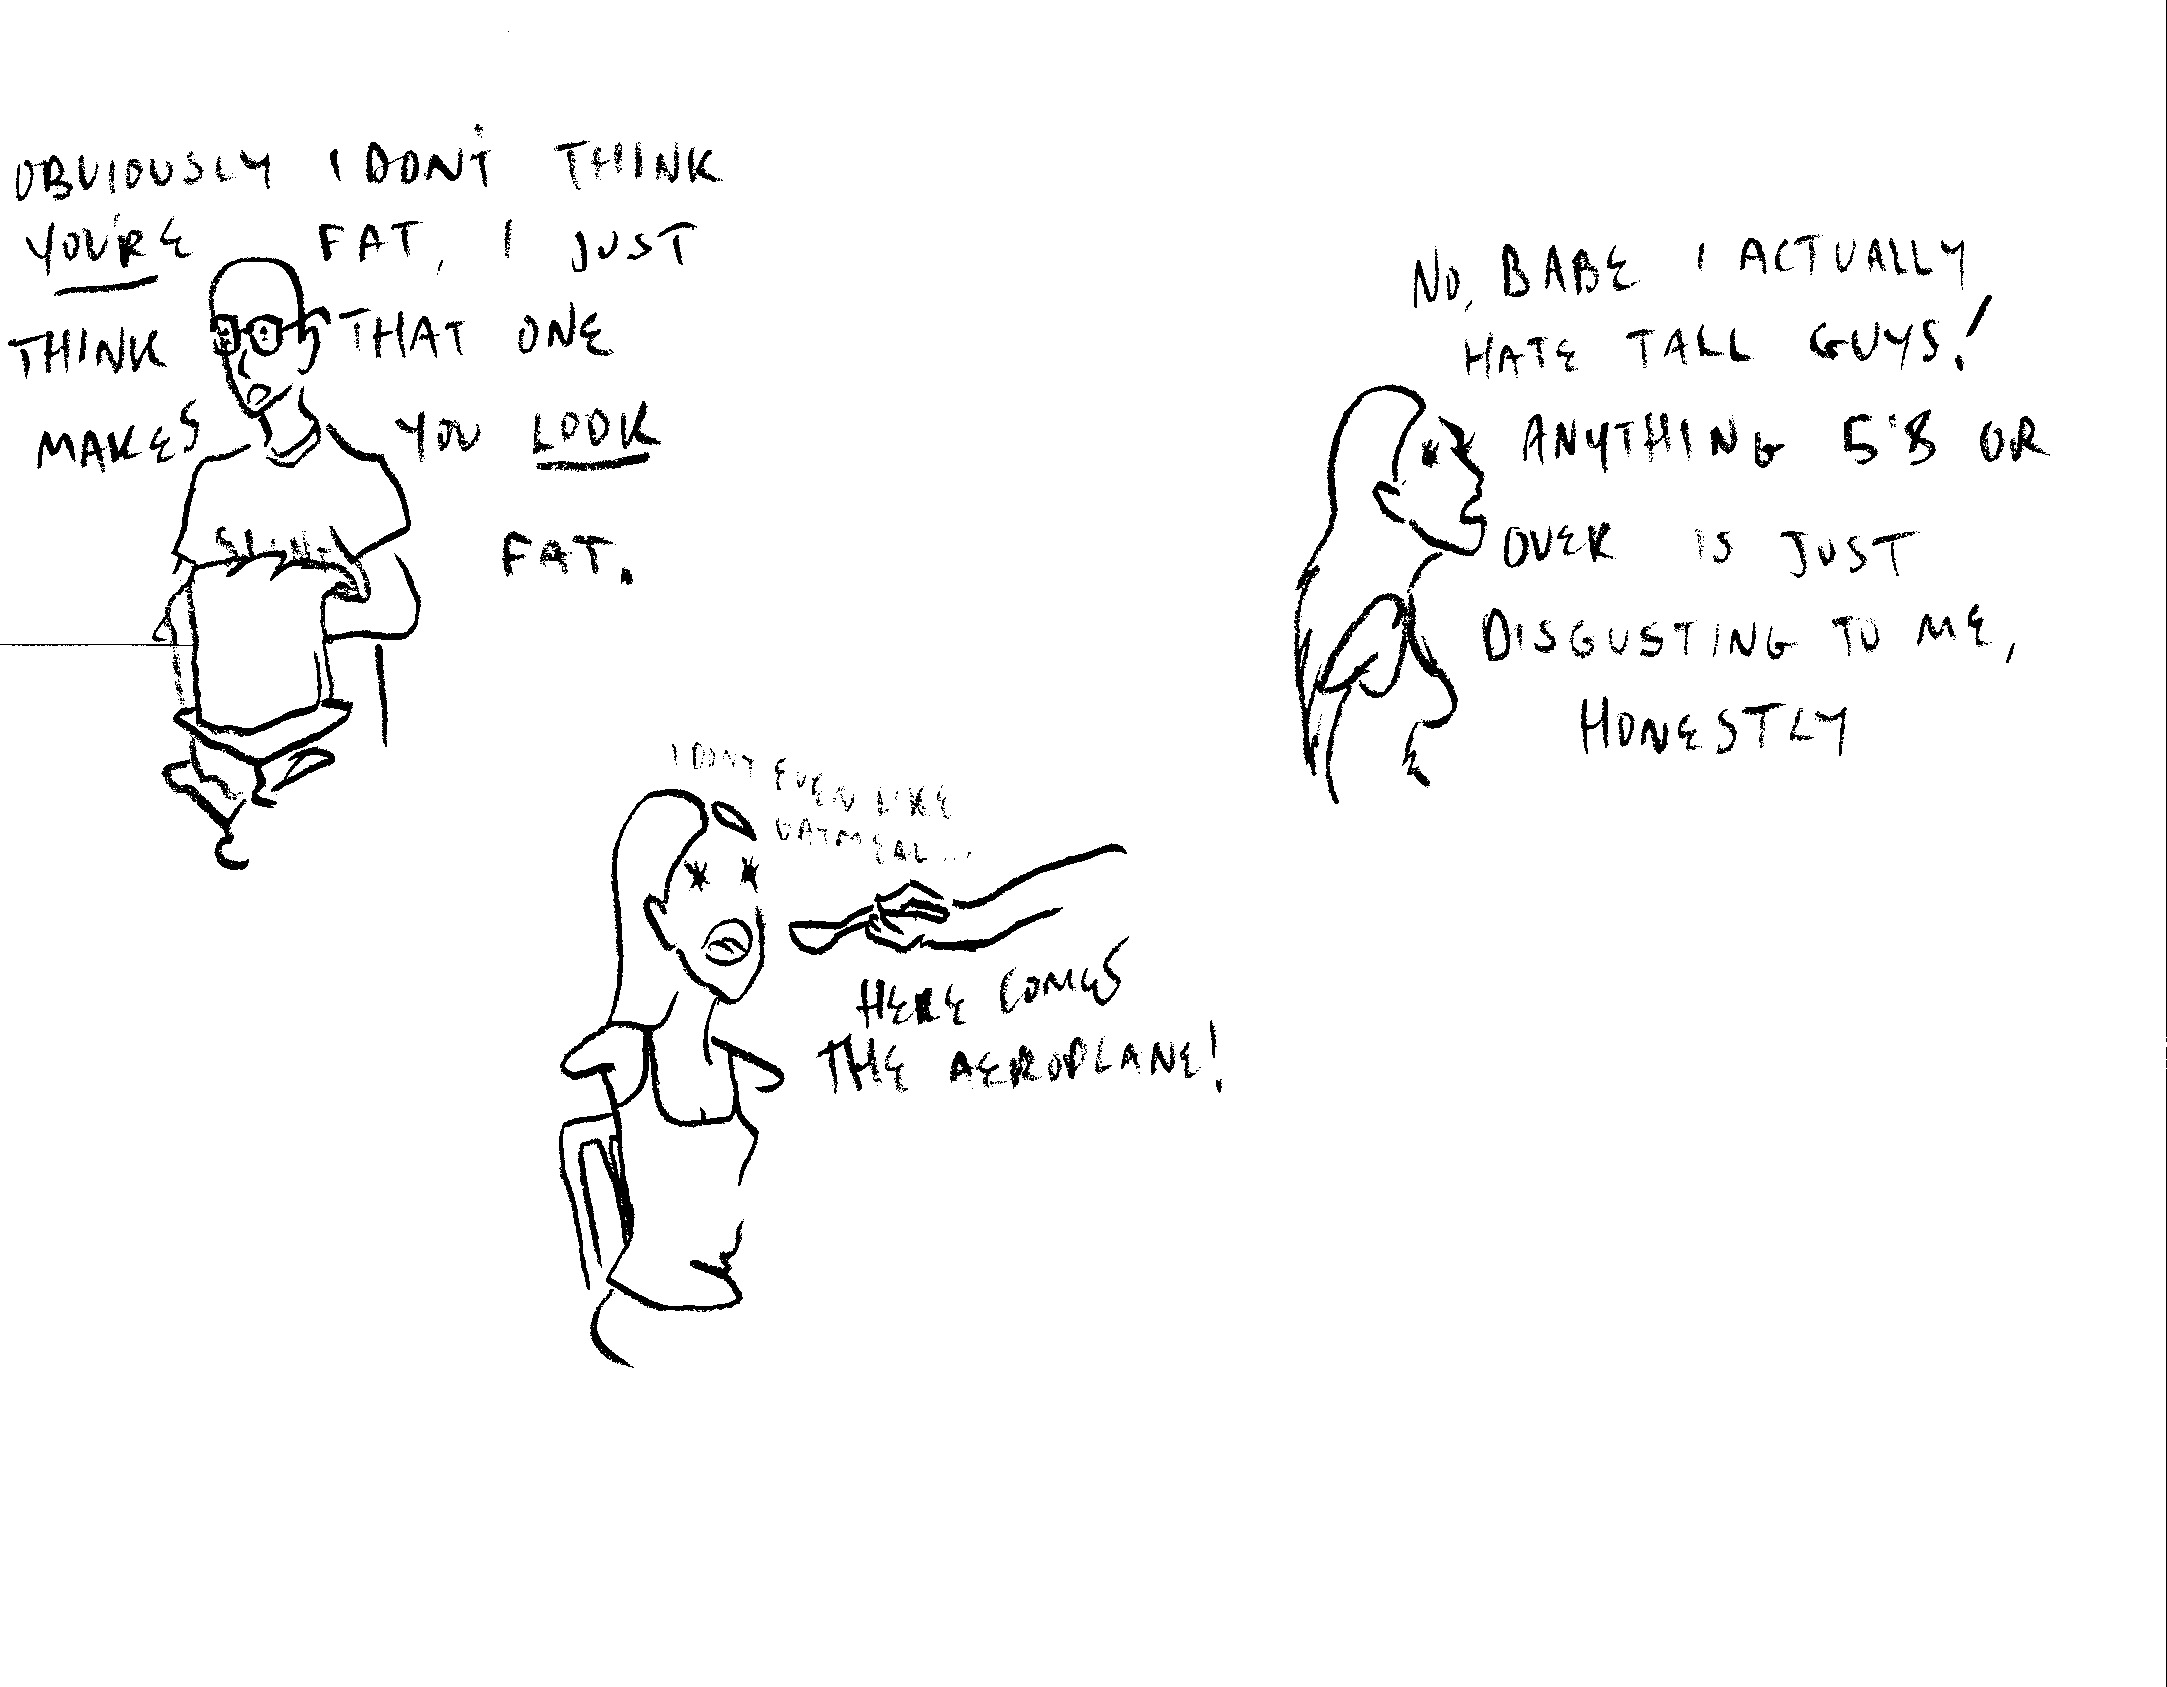 OBVIOUSLY I DON'T THINK
YOU'RE FAT, I JUST
THINK THAT ONE
MAKES YOU LOOK
FAT.
NO, BABE I ACTUALLY
HATE TALL GUYS!
ANYTHING 5'8 OR
OVER IS JUST
DISGUSTING TO ME,
HONESTLY
I DONT EVEN LIKE
OATMEAL...
HERE COMES
THE AEROPLANE!